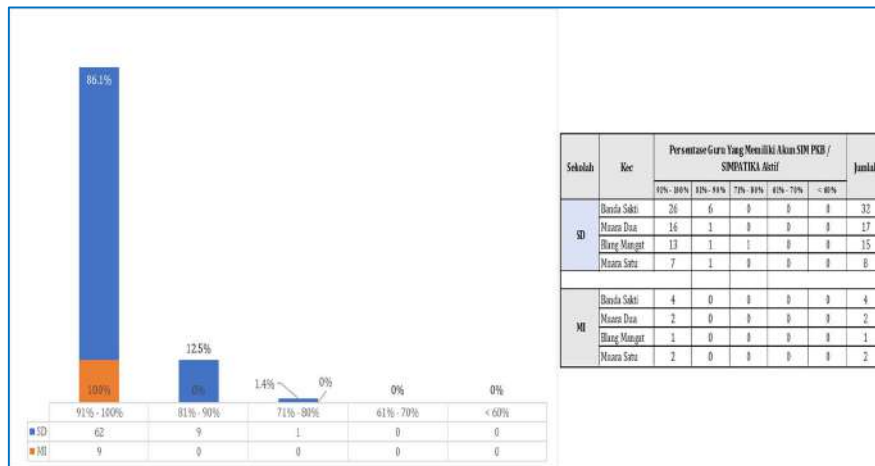 86.1%
100%
12.5%
0%
1.4%
0%
0%
0%
91% - 100% 81% - 90% 71% - 80% 61% - 70% < 60%
SD 62 9 1 0 0
MI 9 0 0 0 0
Sekolah Kec Persentase Guru Yang Memiliki Akun SIM PKB / Jumlah
SIMPATIKA Aktif
91% - 100% 81% - 90% 71% - 80% 61% - 70% < 60%
SD
Banda Sakti 26 6 0 0 0 32
Muara Dua 16 1 0 0 0 17
Blang Mangat 13 1 1 0 0 15
Muara Satu 7 1 0 0 0 8
MI
Banda Sakti 4 0 0 0 0 4
Muara Dua 2 0 0 0 0 2
Blang Mangat 1 0 0 0 0 1
Muara Satu 2 0 0 0 0 2